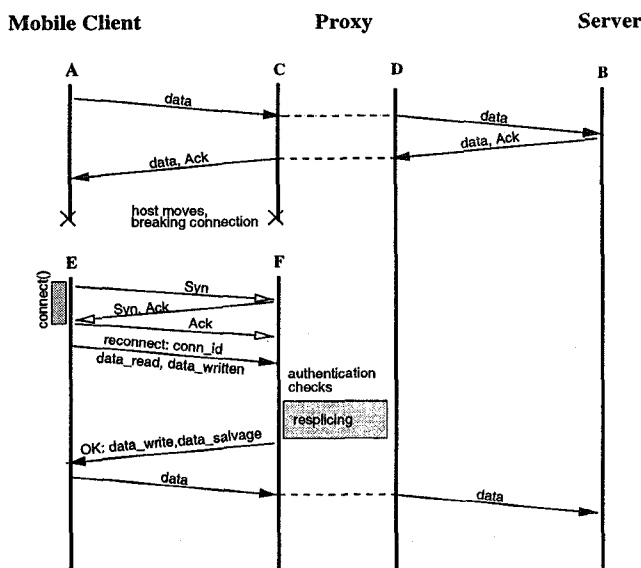 Mobile Client Proxy Server
A C D B
data
data
data, Ack
data, Ack
host moves,
breaking connection
E F
connect()
Syn
Syn, Ack
Ack
reconnect: conn_id
data_read, data_written
authentication
checks
resplicing
OK: data_write,data_salvage
data
data